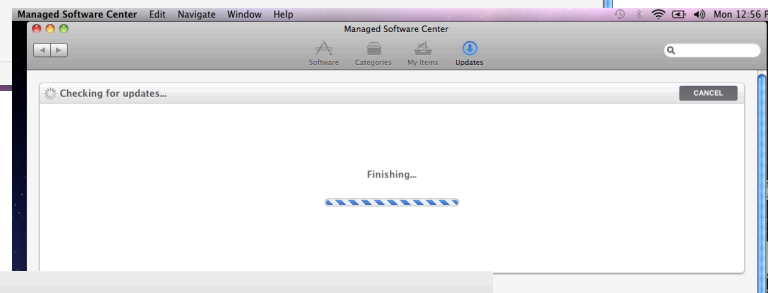 Managed Software Center Edit Navigate Window Help Mon 12:56 P
Managed Software Center
Software Categories My Items Updates
Checking for updates... CANCEL
Finishing...